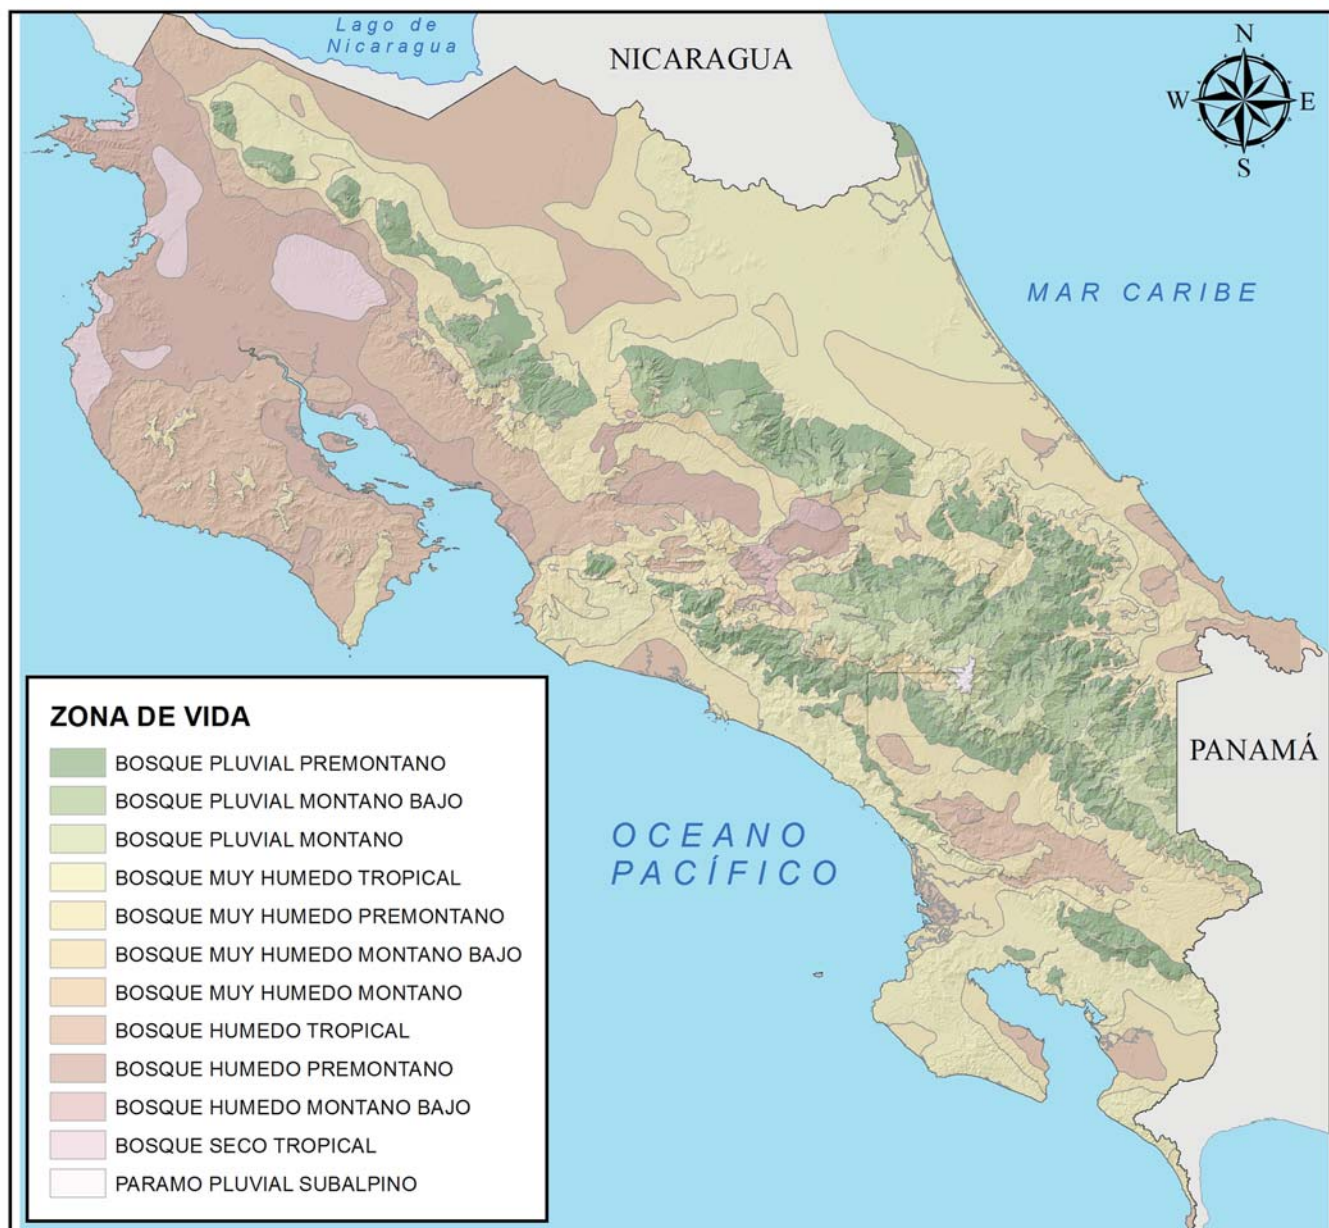 Lago de
Nicaragua
NICARAGUA
N
W
E
S
MAR CARIBE
ZONA DE VIDA
BOSQUE PLUVIAL PREMONTANO
BOSQUE PLUVIAL MONTANO BAJO
BOSQUE PLUVIAL MONTANO
BOSQUE MUY HUMEDO TROPICAL
BOSQUE MUY HUMEDO PREMONTANO
BOSQUE MUY HUMEDO MONTANO BAJO
BOSQUE MUY HUMEDO MONTANO
BOSQUE HUMEDO TROPICAL
BOSQUE HUMEDO PREMONTANO
BOSQUE HUMEDO MONTANO BAJO
BOSQUE SECO TROPICAL
PARAMO PLUVIAL SUBALPINO
PANAMÁ
OCEANO
PACÍFICO